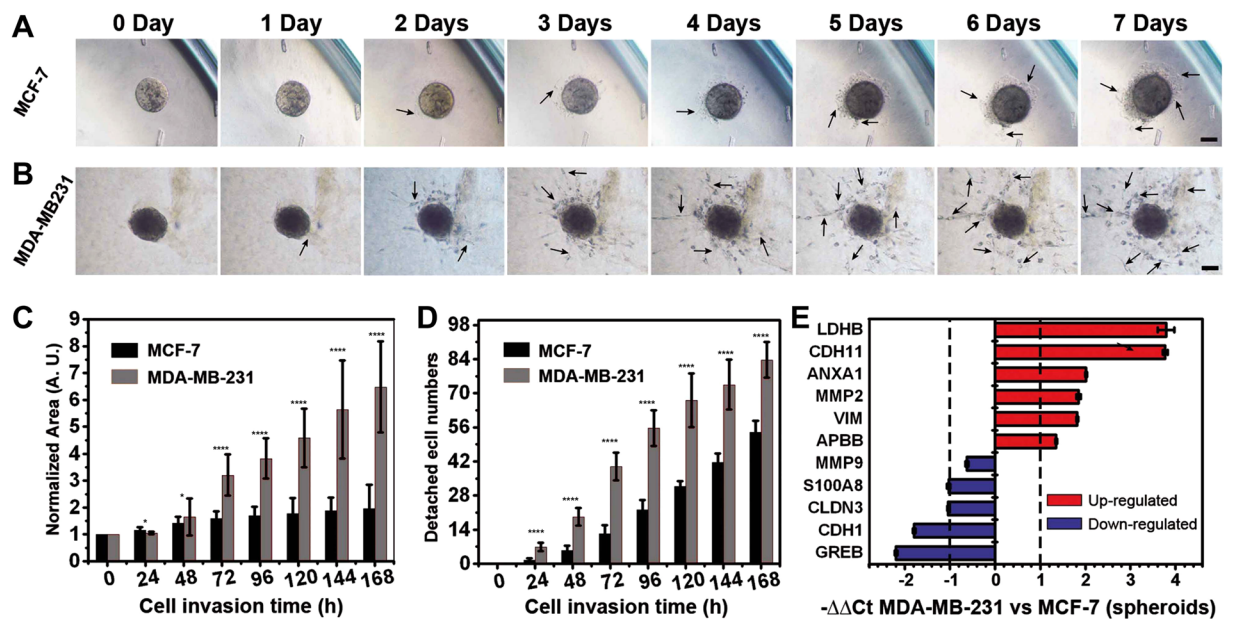 A
0 Day
1 Day
2 Days
3 Days
4 Days
5 Days
6 Days
7 Days
MCF-7
B
MDA-MB231
C
Normalized Area (A. U.)
9
8
7
6
5
4
3
2
1
0
MCF-7
MDA-MB-231
*
*
****
****
****
****
****
0 24 48 72 96 120 144 168
Cell invasion time (h)
D
Detached ecll numbers
98
84
70
56
42
28
14
0
MCF-7
MDA-MB-231
****
****
****
****
****
****
****
0 24 48 72 96 120 144 168
Cell invasion time (h)
E
LDHB
CDH11
ANXA1
MMP2
VIM
APBB
MMP9
S100A8
CLDN3
CDH1
GREB
Up-regulated
Down-regulated
-2 -1 0 1 2 3 4
-ΔΔCt MDA-MB-231 vs MCF-7 (spheroids)